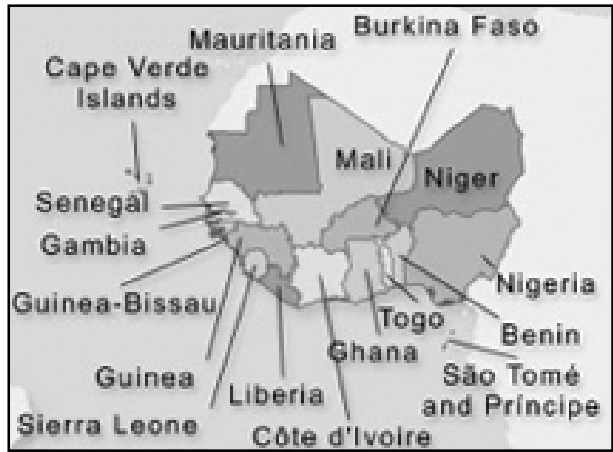 Burkina Faso
Mauritania
Cape Verde
Islands
Mali
Niger
Senegal
Gambia
Guinea-Bissau
Nigeria
Togo
Benin
Ghana
Guinea
Liberia
São Tomé
and Príncipe
Sierra Leone
Côte d'Ivoire